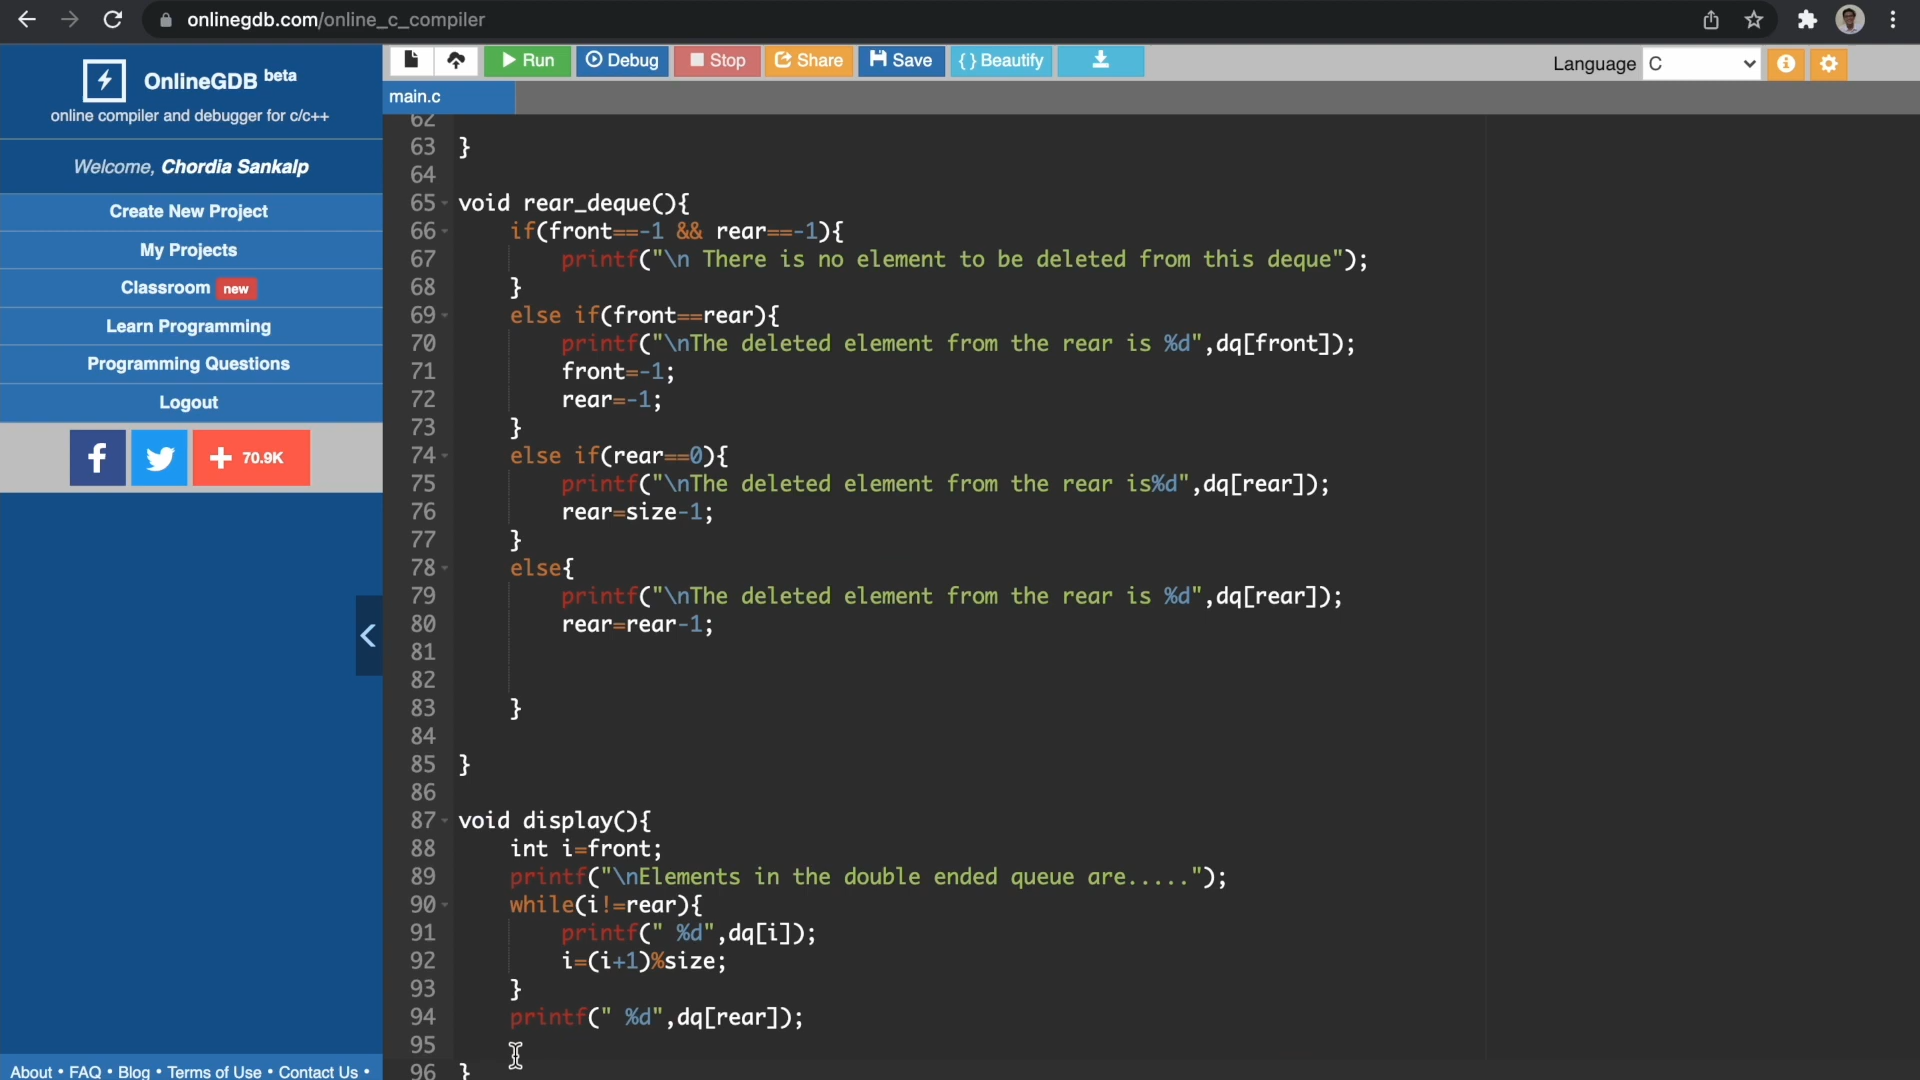 onlinegdb.com/online_c_compiler
OnlineGDB beta
online compiler and debugger for c/c++
Welcome, Chordia Sankalp
Create New Project
My Projects
Classroom new
Learn Programming
Programming Questions
Logout
f
+ 70.9K
About • FAQ • Blog • Terms of Use • Contact Us •
Run Debug Stop Share Save {} Beautify
Language C
main.c
62
63 }
64
65 void rear_deque(){
66 if(front==-1 && rear==-1){
67 printf("\n There is no element to be deleted from this deque");
68 }
69 else if(front==rear){
70 printf("\nThe deleted element from the rear is %d",dq[front]);
71 front=-1;
72 rear=-1;
73 }
74 else if(rear==0){
75 printf("\nThe deleted element from the rear is%d",dq[rear]);
76 rear=size-1;
77 }
78 else{
79 printf("\nThe deleted element from the rear is %d",dq[rear]);
80 rear=rear-1;
81
82
83 }
84
85 }
86
87 void display(){
88 int i=front;
89 printf("\nElements in the double ended queue are.....");
90 while(i!=rear){
91 printf(" %d",dq[i]);
92 i=(i+1)%size;
93 }
94 printf(" %d",dq[rear]);
95
96 }